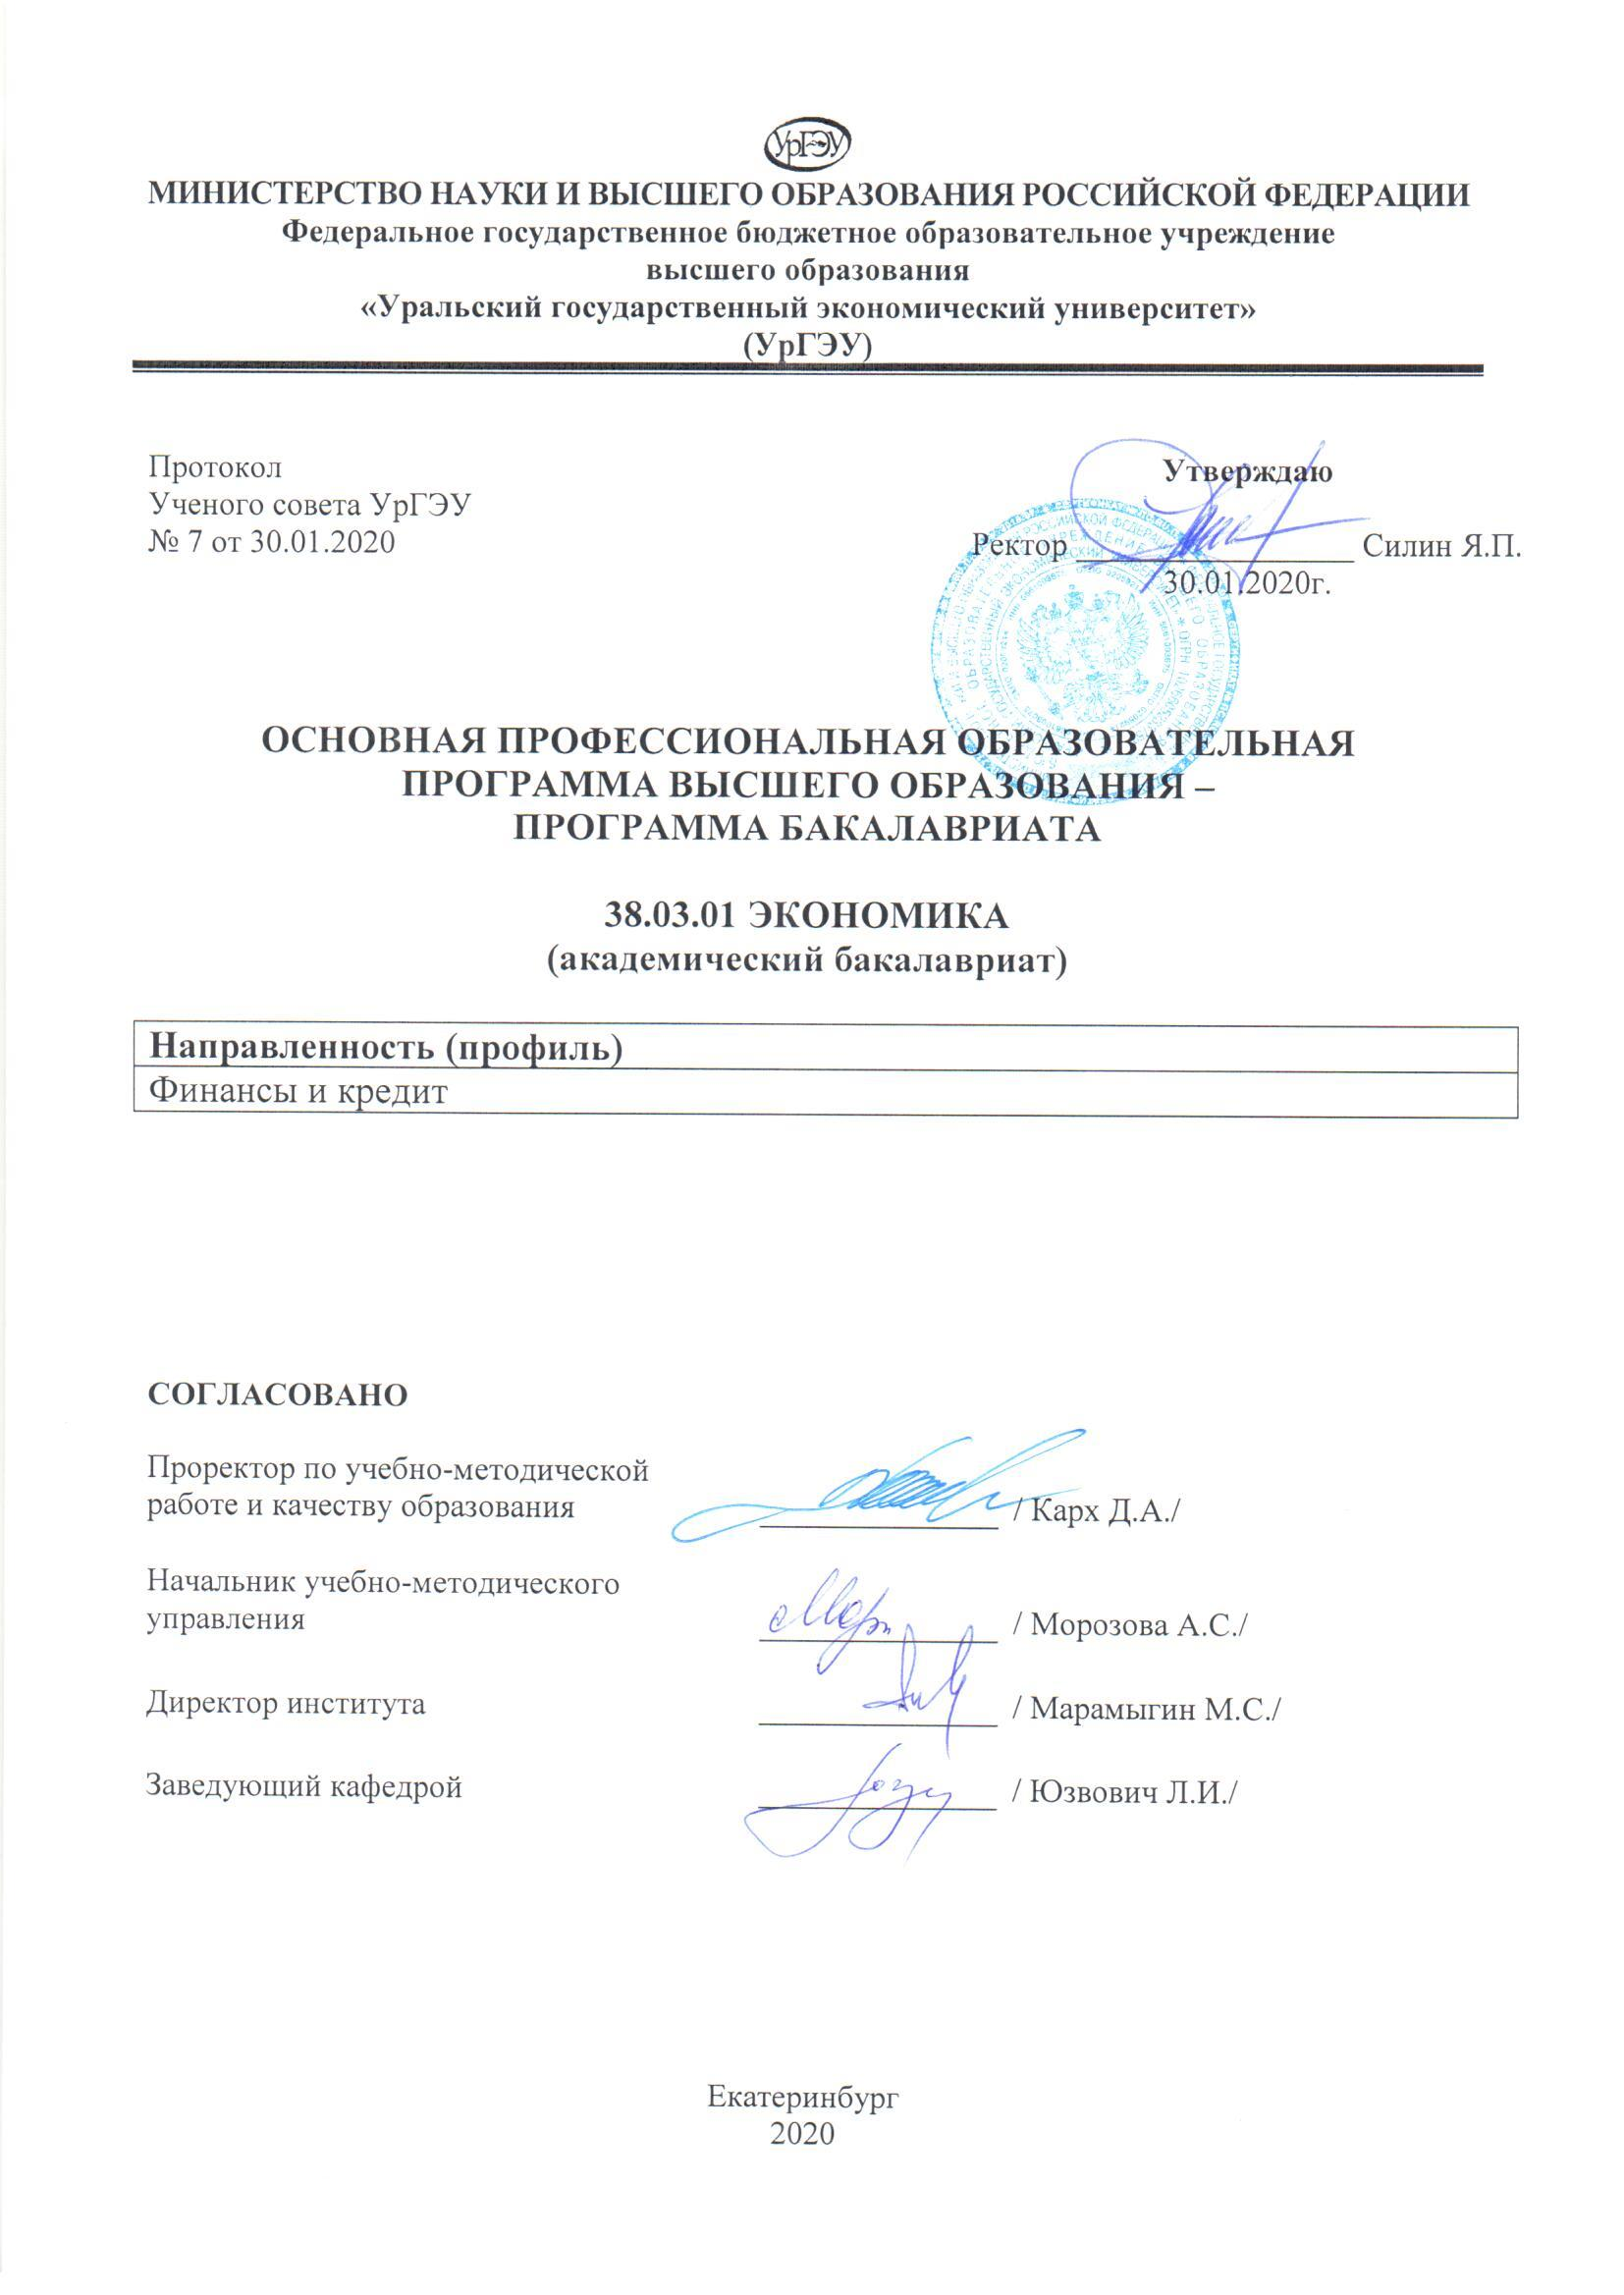 УрГЭУ
МИНИСТЕРСТВО НАУКИ И ВЫСШЕГО ОБРАЗОВАНИЯ РОССИЙСКОЙ ФЕДЕРАЦИИ
Федеральное государственное бюджетное образовательное учреждение
высшего образования
«Уральский государственный экономический университет»
(УрГЭУ)
Протокол
Ученого совета УрГЭУ
№ 7 от 30.01.2020
Утверждаю
Ректор Силин Я.П.
30.01.2020г.
ОСНОВНАЯ ПРОФЕССИОНАЛЬНАЯ ОБРАЗОВАТЕЛЬНАЯ
ПРОГРАММА ВЫСШЕГО ОБРАЗОВАНИЯ –
ПРОГРАММА БАКАЛАВРИАТА
38.03.01 ЭКОНОМИКА
(академический бакалавриат)
Направленность (профиль)
Финансы и кредит
СОГЛАСОВАНО
Проректор по учебно-методической
работе и качеству образования / Карх Д.А./
Начальник учебно-методического
управления / Морозова А.С./
Директор института / Марамыгин М.С./
Заведующий кафедрой / Юзвович Л.И./
Екатеринбург
2020